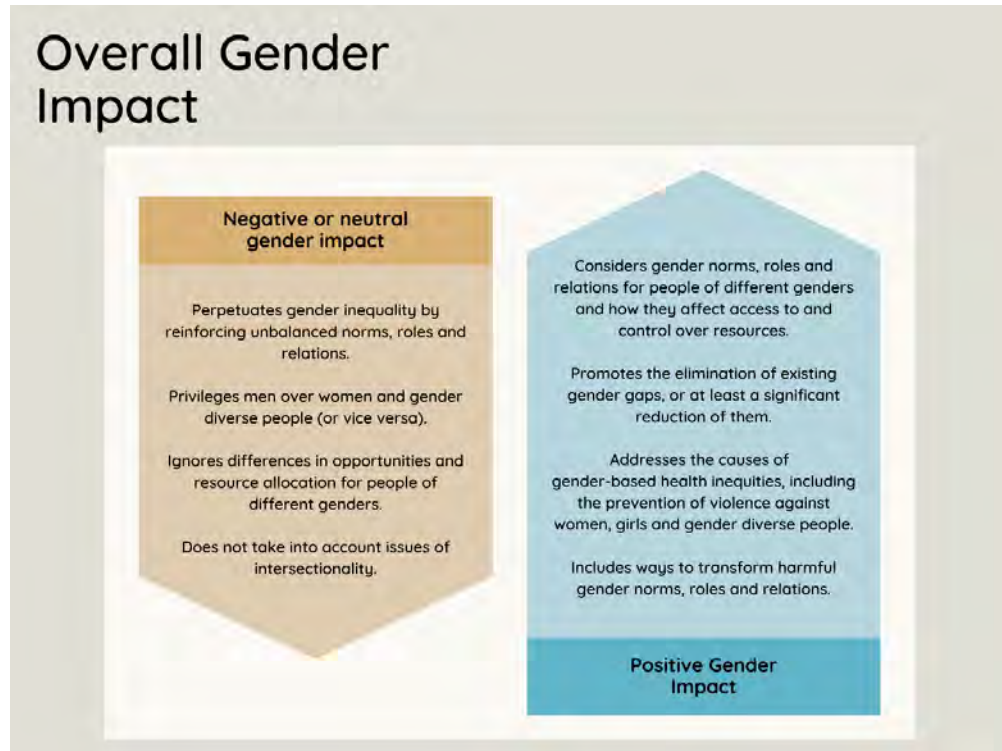 Overall Gender
Impact
Negative or neutral
gender impact
Perpetuates gender inequality by
reinforcing unbalanced norms, roles and
relations.
Privileges men over women and gender
diverse people (or vice versa).
Ignores differences in opportunities and
resource allocation for people of
different genders.
Does not take into account issues of
intersectionality.
Considers gender norms, roles and
relations for people of different genders
and how they affect access to and
control over resources.
Promotes the elimination of existing
gender gaps, or at least a significant
reduction of them.
Addresses the causes of
gender-based health inequities, including
the prevention of violence against
women, girls and gender diverse people.
Includes ways to transform harmful
gender norms, roles and relations.
Positive Gender
Impact